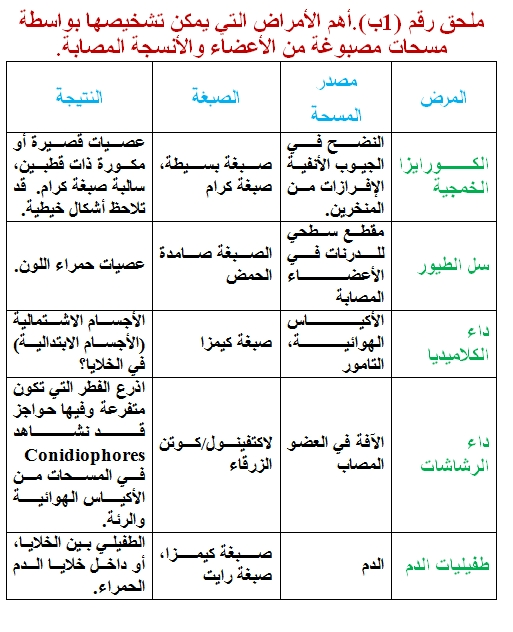 ملحق رقم (1ب).أهم الأمراض التي يمكن تشخيصها بواسطة
مسحات مصبوغة من الأعضاء والأنسجة المصابة.
المرض
مصدر
المسحة
الصبغة
النتيجة
الكورايزا
الخمجية
النضح في
الجيوب الأنفية
الإفرازات من
المنخرين.
صبغة بسيطة،
صبغة كرام
عصيات قصيرة أو
مكورة ذات قطبين،
سالبة صبغة كرام. قد
تلاحظ أشكال خيطية.
سل الطيور
مقطع سطحي
للدرنات في
الأعضاء
المصابة
الصبغة صامدة
الحمض
عصيات حمراء اللون.
داء
الكلاميديا
الأكياس
الهوائية،
التامور
صبغة كيمزا
الأجسام الاشتمالية
(الأجسام الابتدالية)
في الخلايا؟
داء
الرشاشات
الآفة في العضو
المصاب
لاكتفينول/كوتن
الزرقاء
اذرع الفطر التي تكون
متفرعة وفيها حواجز
قد نشاهد
Conidiophores
في المسحات من
الأكياس الهوائية
والرئة.
طفيليات الدم
الدم
صبغة كيمزا،
صبغة رايت
الطفيلي بين الخلايا،
أو داخل خلايا الدم
الحمراء.